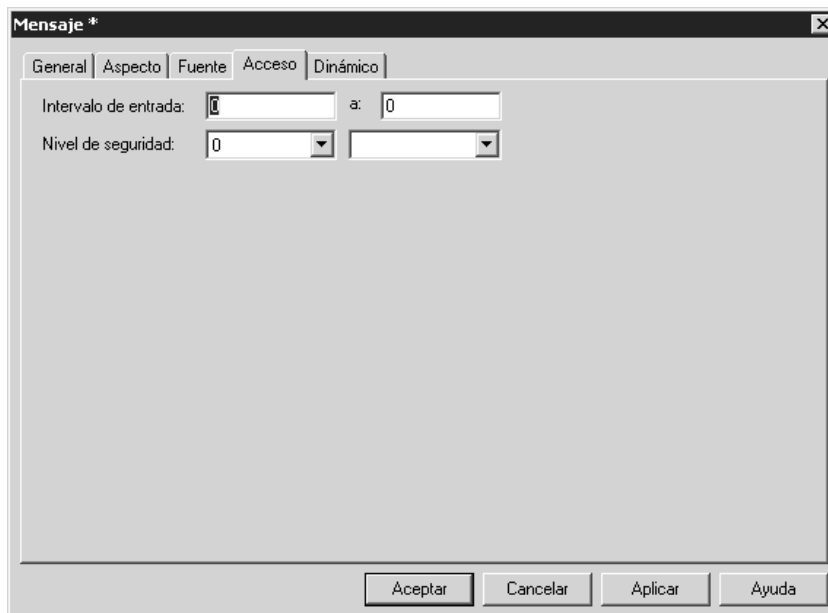 Mensaje *
General Aspecto Fuente Acceso Dinámico
Intervalo de entrada: 0 a: 0
Nivel de seguridad: 0
Aceptar Cancelar Aplicar Ayuda